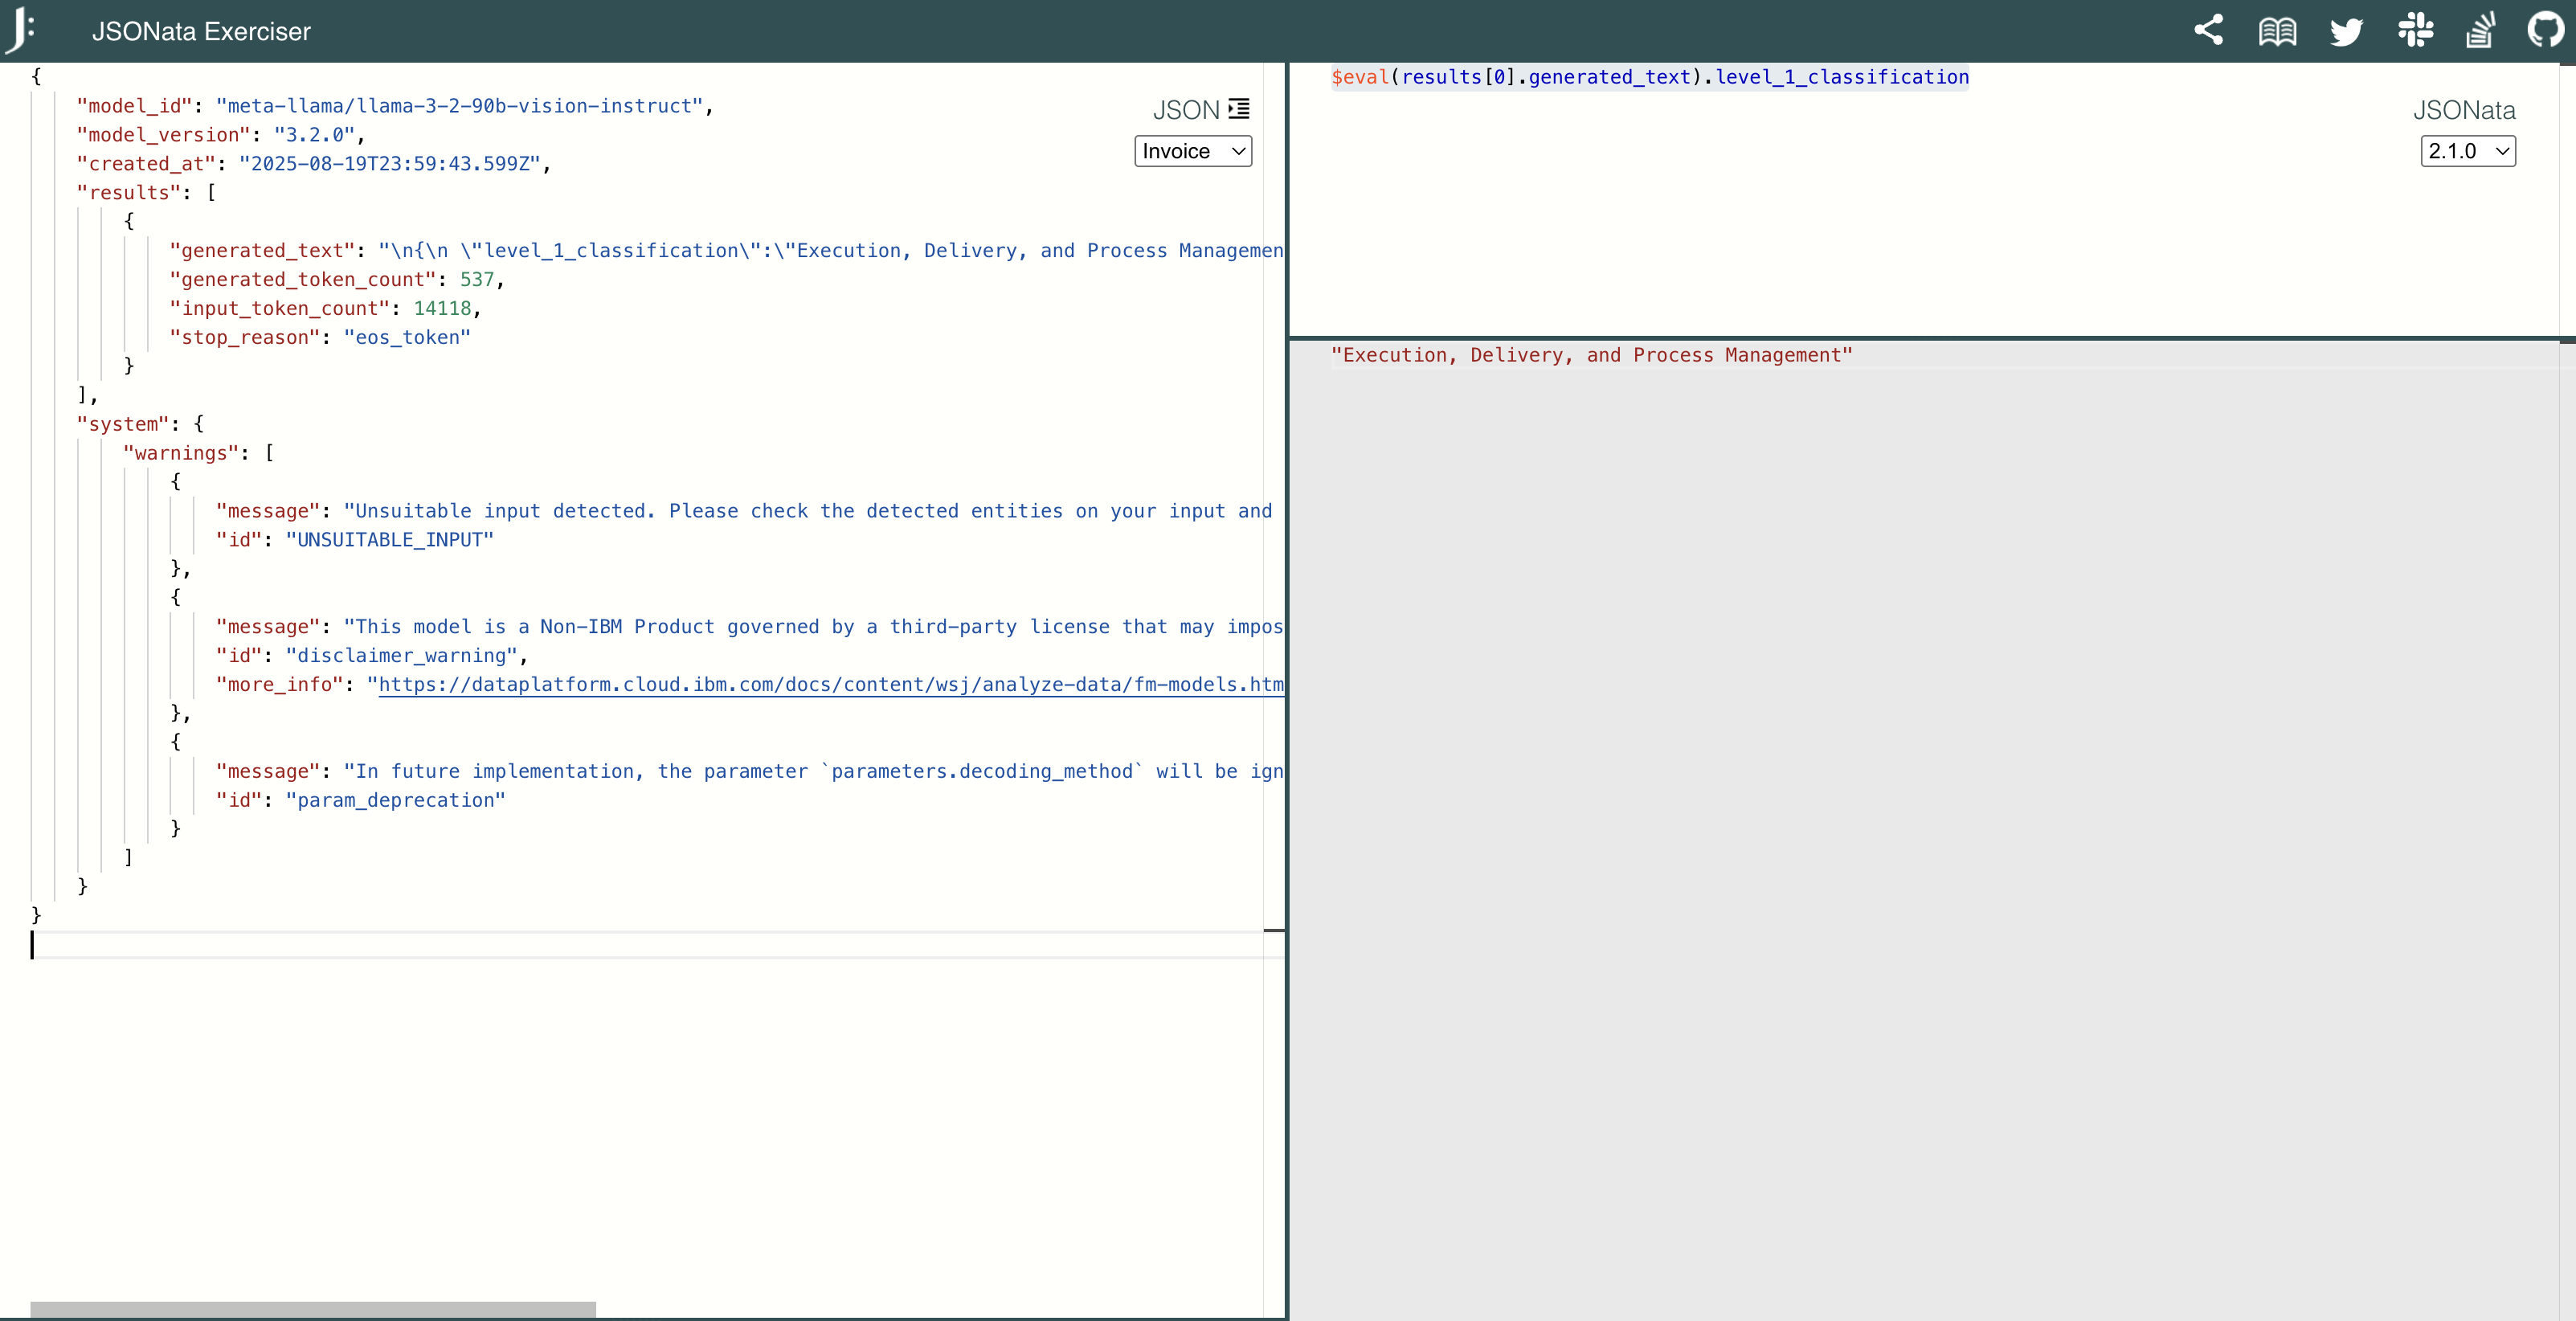 JSONata Exerciser
{
"model_id": "meta-llama/llama-3-2-90b-vision-instruct",
"model_version": "3.2.0",
"created_at": "2025-08-19T23:59:43.599Z",
"results": [
{
"generated_text": "\n{\n \"level_1_classification\":\"Execution, Delivery, and Process Managemen
"generated_token_count": 537,
"input_token_count": 14118,
"stop_reason": "eos_token"
}
],
"system": {
"warnings": [
{
"message": "Unsuitable input detected. Please check the detected entities on your input and
"id": "UNSUITABLE_INPUT"
},
{
"message": "This model is a Non-IBM Product governed by a third-party license that may impos
"id": "disclaimer_warning",
"more_info": "https://dataplatform.cloud.ibm.com/docs/content/wsj/analyze-data/fm-models.htm
},
{
"message": "In future implementation, the parameter `parameters.decoding_method` will be ign
"id": "param_deprecation"
}
]
}
}
JSON
Invoice
$eval(results[0].generated_text).level_1_classification
JSONata
2.1.0
"Execution, Delivery, and Process Management"